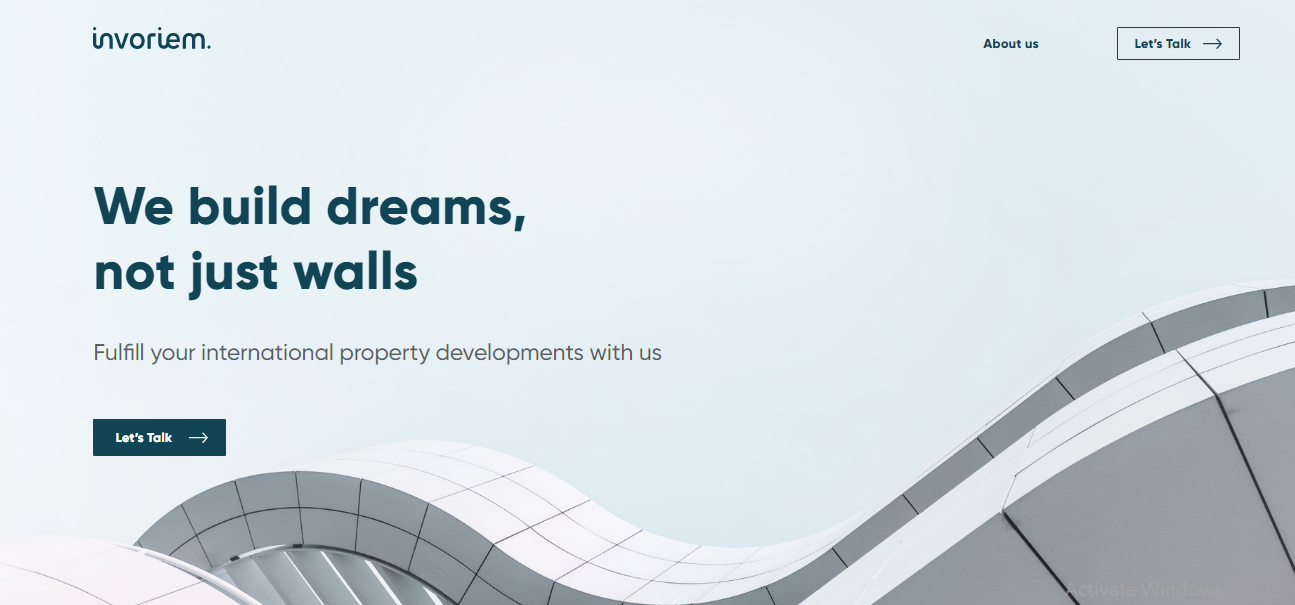 invoriem.
About us
Let's Talk
We build dreams,
not just walls
Fulfill your international property developments with us
Let's Talk
Activate Windows